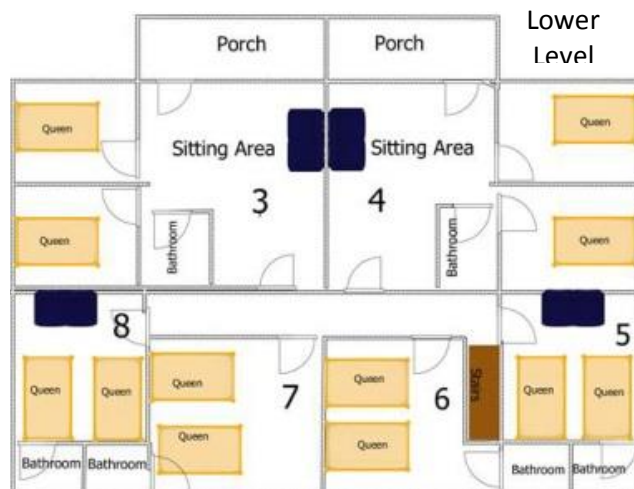 Lower
Level
Porch
Porch
Queen
Queen
Sitting Area
Sitting Area
3
4
Queen
Queen
Bathroom
Bathroom
8
5
Queen
Queen
Queen
Queen
7
Queen
6
Stairs
Queen
Queen
Queen
Queen
Bathroom
Bathroom
Bathroom
Bathroom